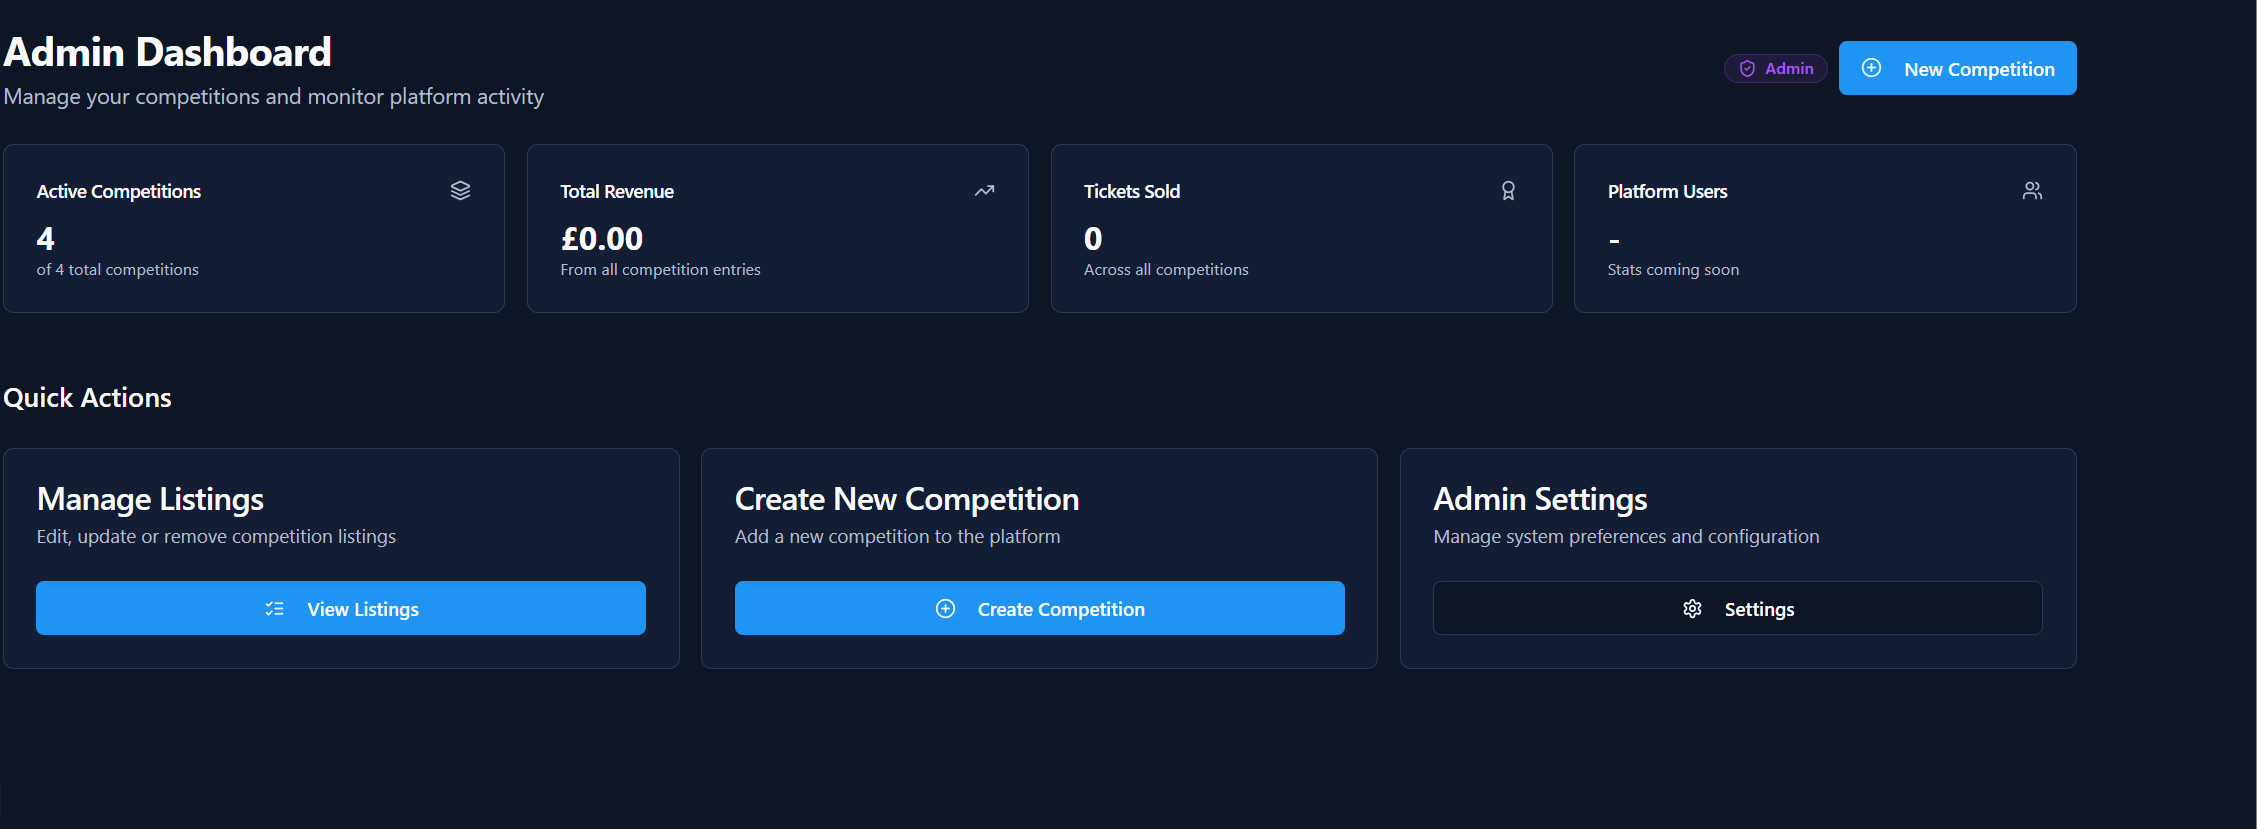 Admin Dashboard
Manage your competitions and monitor platform activity
Admin
New Competition
Active Competitions
4
of 4 total competitions
Total Revenue
£0.00
From all competition entries
Tickets Sold
0
Across all competitions
Platform Users
-
Stats coming soon
Quick Actions
Manage Listings
Edit, update or remove competition listings
View Listings
Create New Competition
Add a new competition to the platform
Create Competition
Admin Settings
Manage system preferences and configuration
Settings